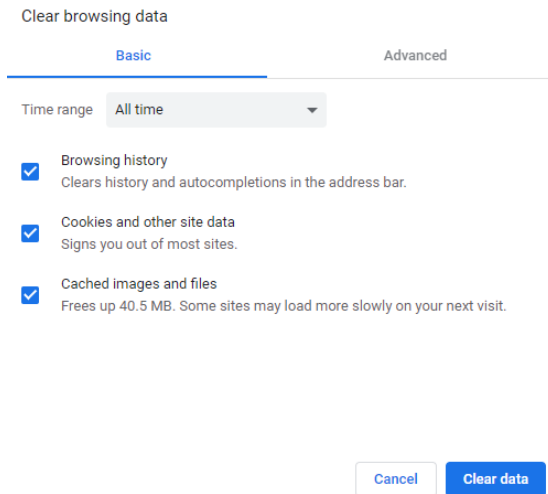 Clear browsing data
Basic
Advanced
Time range
All time
Browsing history
Clears history and autocompletions in the address bar.
Cookies and other site data
Signs you out of most sites.
Cached images and files
Frees up 40.5 MB. Some sites may load more slowly on your next visit.
Cancel
Clear data